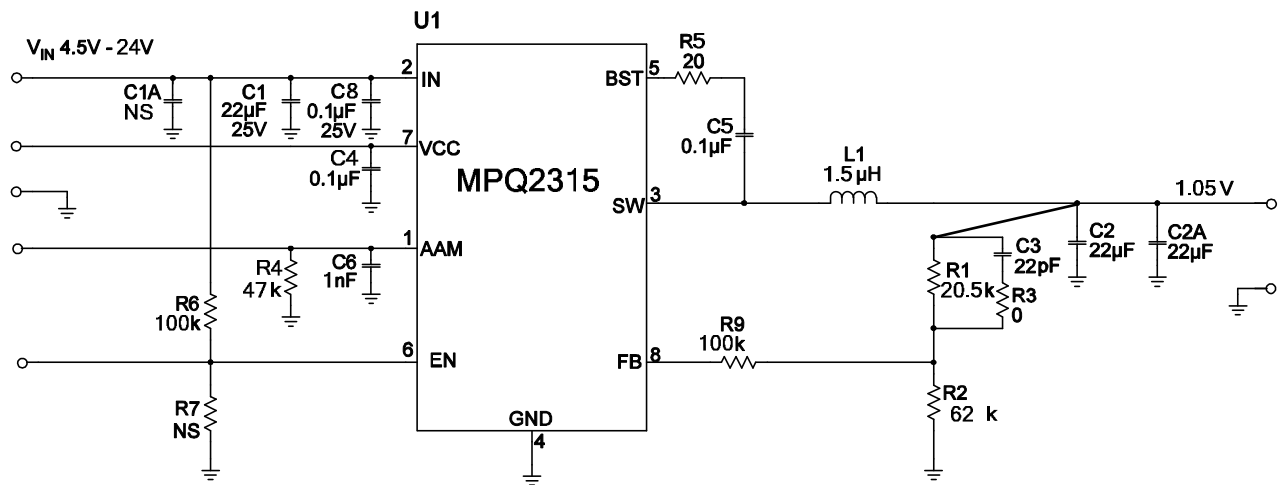 U1
VIN 4.5V - 24V
C1A
NS
C1
22μF
25V
C8
0.1μF
25V
2
IN
7
VCC
C4
0.1μF
MPQ2315
1
AAM
R4
47k
C6
1nF
R6
100k
6
EN
R7
NS
GND
4
BST
5
R5
20
C5
0.1μF
SW
3
L1
1.5μH
1.05V
C2
22μF
C2A
22μF
C3
22pF
R1
20.5k
R3
0
R9
100k
FB
8
R2
62 k